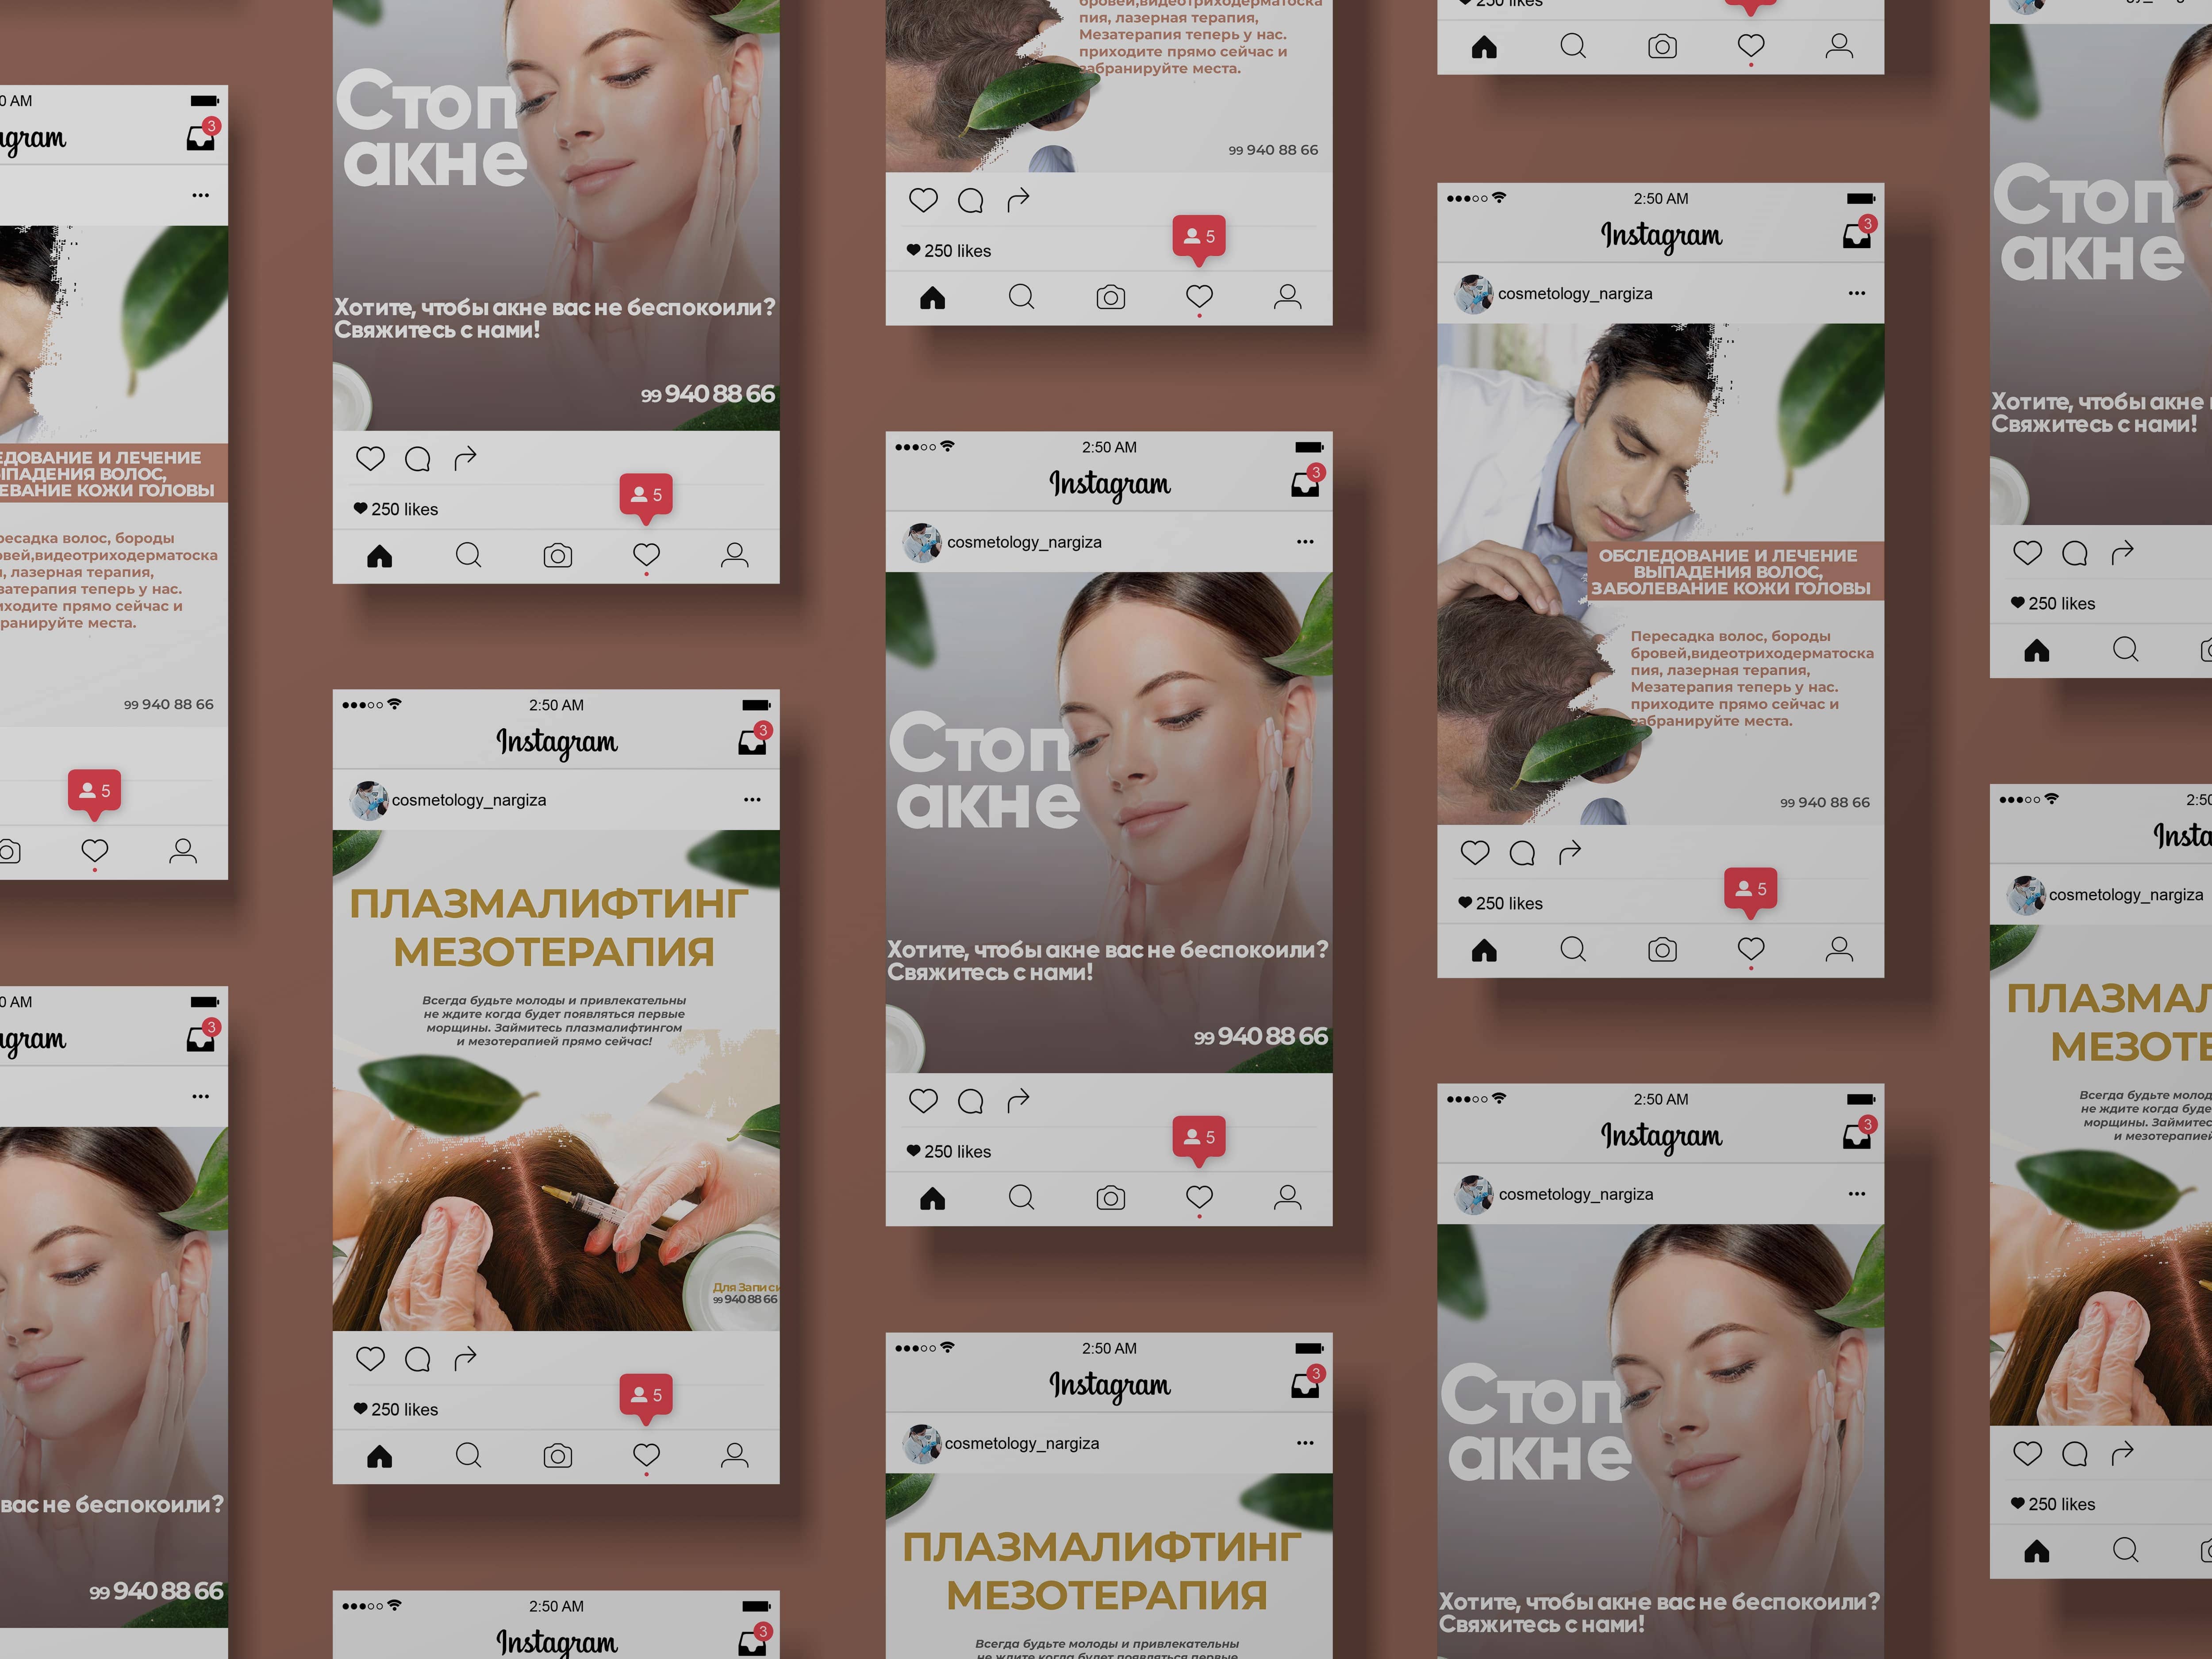 0 AM
agram
3
ЕДОВАНИЕ И ЛЕЧЕНИЕ
ЫПАДЕНИЯ ВОЛОС,
ЕВАНИЕ КОЖИ ГОЛОВЫ
ресадка волос, бороды
овей,видеотриходерматоска
я, лазерная терапия,
затерапия теперь у нас.
иходите прямо сейчас и
ранируйте места.
99 940 88 66
5
0 AM
agram
3
вас не беспокоили?
99 940 88 66
Стоп
акне
Хотите, чтобы акне вас не беспокоили?
Свяжитесь с нами!
99 940 88 66
250 likes
5
2:50 AM
Instagram
3
cosmetology_nargiza
ПЛАЗМАЛИФТИНГ
МЕЗОТЕРАПИЯ
Всегда будьте молоды и привлекательны
не ждите когда будет появляться первые
морщины. Займитесь плазмалифтингом
и мезотерапией прямо сейчас!
Для Записи
99 940 88 66
250 likes
5
2:50 AM
Instagram
3
бровей,видеотриходерматоска
пия, лазерная терапия,
Мезатерапия теперь у нас.
приходите прямо сейчас и
забранируйте места.
99 940 88 66
250 likes
5
2:50 AM
Instagram
3
cosmetology_nargiza
Стоп
акне
Хотите, чтобы акне вас не беспокоили?
Свяжитесь с нами!
99 940 88 66
250 likes
5
2:50 AM
Instagram
3
cosmetology_nargiza
ПЛАЗМАЛИФТИНГ
МЕЗОТЕРАПИЯ
Всегда будьте молоды и привлекательны
не ждите когда будет появляться первые
250 likes
2:50 AM
Instagram
3
cosmetology_nargiza
ОБСЛЕДОВАНИЕ И ЛЕЧЕНИЕ
ВЫПАДЕНИЯ ВОЛОС,
ЗАБОЛЕВАНИЕ КОЖИ ГОЛОВЫ
Пересадка волос, бороды
бровей,видеотриходерматоска
пия, лазерная терапия,
Мезатерапия теперь у нас.
приходите прямо сейчас и
забранируйте места.
99 940 88 66
250 likes
5
2:50 AM
Instagram
3
cosmetology_nargiza
Стоп
акне
Хотите, чтобы акне вас не беспокоили?
Свяжитесь с нами!
Стоп
акне
Хотите, чтобы акне
Свяжитесь с нами!
250 likes
2:50
Insta
cosmetology_nargiza
ПЛАЗМАЛ
МЕЗОТЕ
Всегда будьте молод
не ждите когда буде
морщины. Займитес
и мезотерапией
250 likes